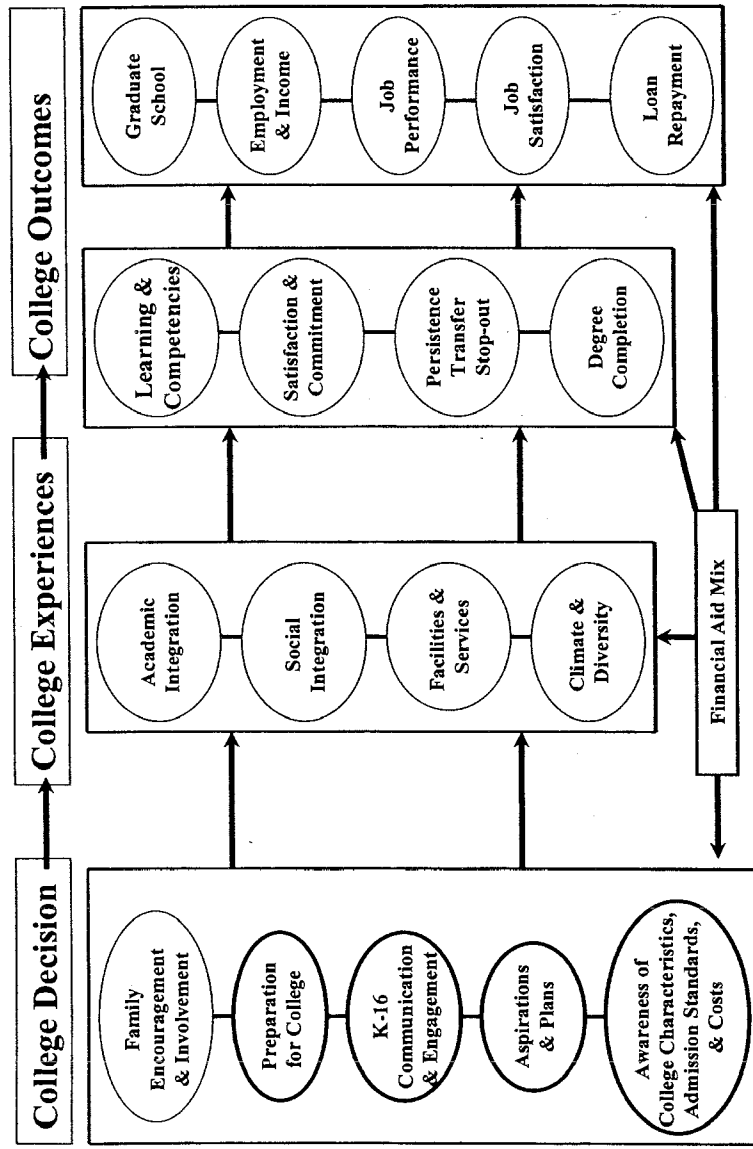 College Decision
College Experiences
College Outcomes
Family
Encouragement
& Involvement
Preparation
for College
K-16
Communication
& Engagement
Aspirations
& Plans
Awareness of
College Characteristics,
Admission Standards,
& Costs
Academic
Integration
Social
Integration
Facilities &
Services
Climate &
Diversity
Learning &
Competencies
Satisfaction &
Commitment
Persistence
Transfer
Stop-out
Degree
Completion
Graduate
School
Employment
& Income
Job
Performance
Job
Satisfaction
Loan
Repayment
Financial Aid Mix